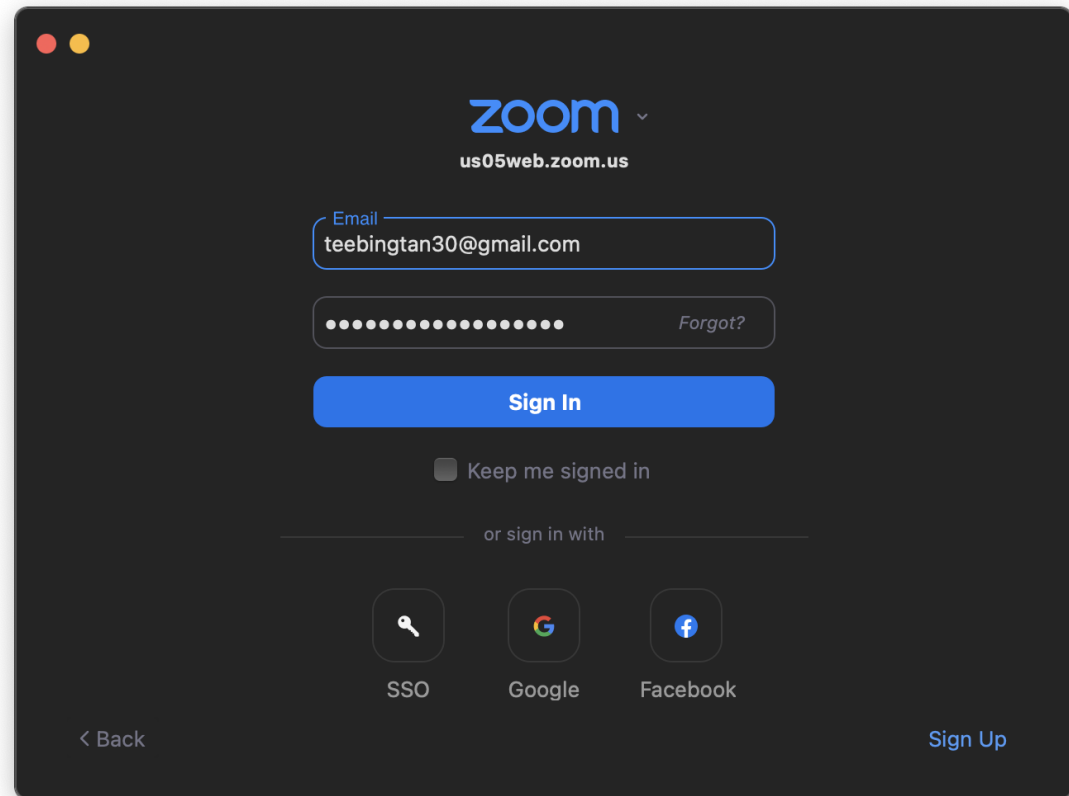 zoom
us05web.zoom.us
Email
teebingtan30@gmail.com
•••••••••••••••••• Forgot?
Sign In
Keep me signed in
or sign in with
SSO Google Facebook
Back Sign Up